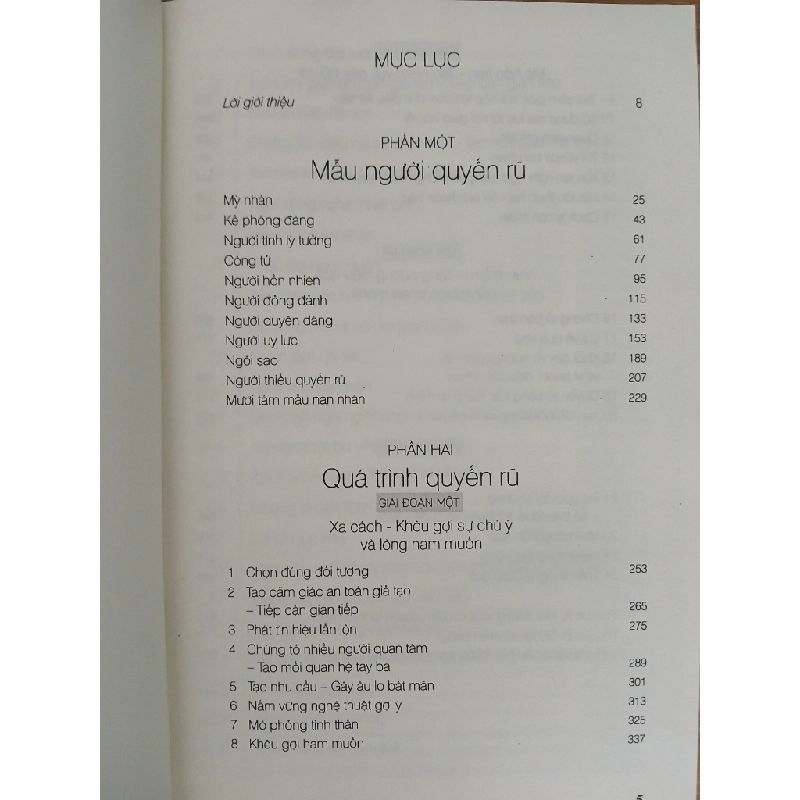 MỤC LỤC
Lời giới thiệu 8
PHẦN MỘT
Mẫu người quyến rũ
Mỹ nhân 25
Kẻ phóng đãng 43
Người tình lý tưởng 61
Công tử 77
Người hồn nhiên 95
Người đỏng đảnh 115
Người duyên dáng 133
Người uy lực 153
Ngôi sao 189
Người thiếu quyến rũ 207
Mười tám mẫu nạn nhân 229
PHẦN HAI
Quá trình quyến rũ
GIAI ĐOẠN MỘT
Xa cách - Khêu gợi sự chú ý
và lòng ham muốn
1 Chọn đúng đối tượng 253
2 Tạo cảm giác an toàn giả tạo
– Tiếp cận gián tiếp 265
3 Phát tín hiệu lẫn lộn 275
4 Chứng tỏ nhiều người quan tâm
– Tạo mối quan hệ tay ba 289
5 Tạo nhu cầu – Gây âu lo bất mãn 301
6 Nắm vững nghệ thuật gợi ý 313
7 Mô phỏng tinh thần 325
8 Khêu gợi ham muốn 337
5